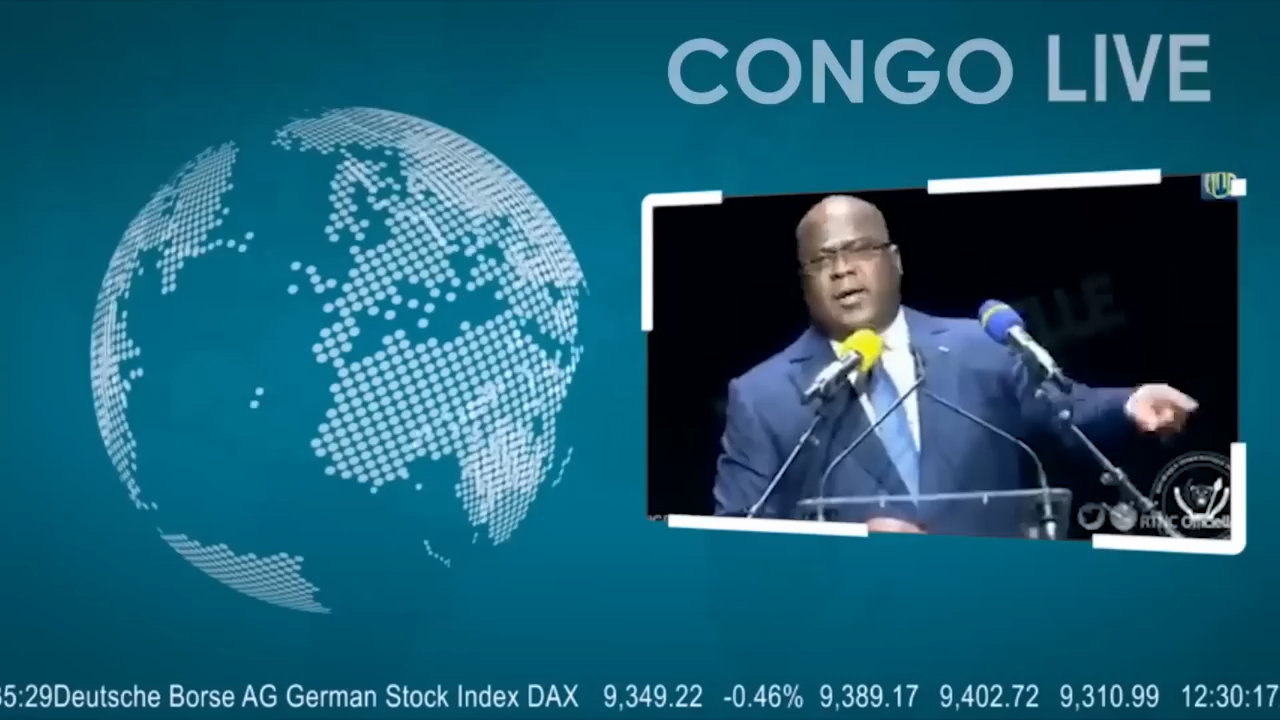 CONGO LIVE
RTNC Officiel
35:29Deutsche Borse AG German Stock Index DAX 9,349.22 -0.46% 9,389.17 9,402.72 9,310.99 12:30:17